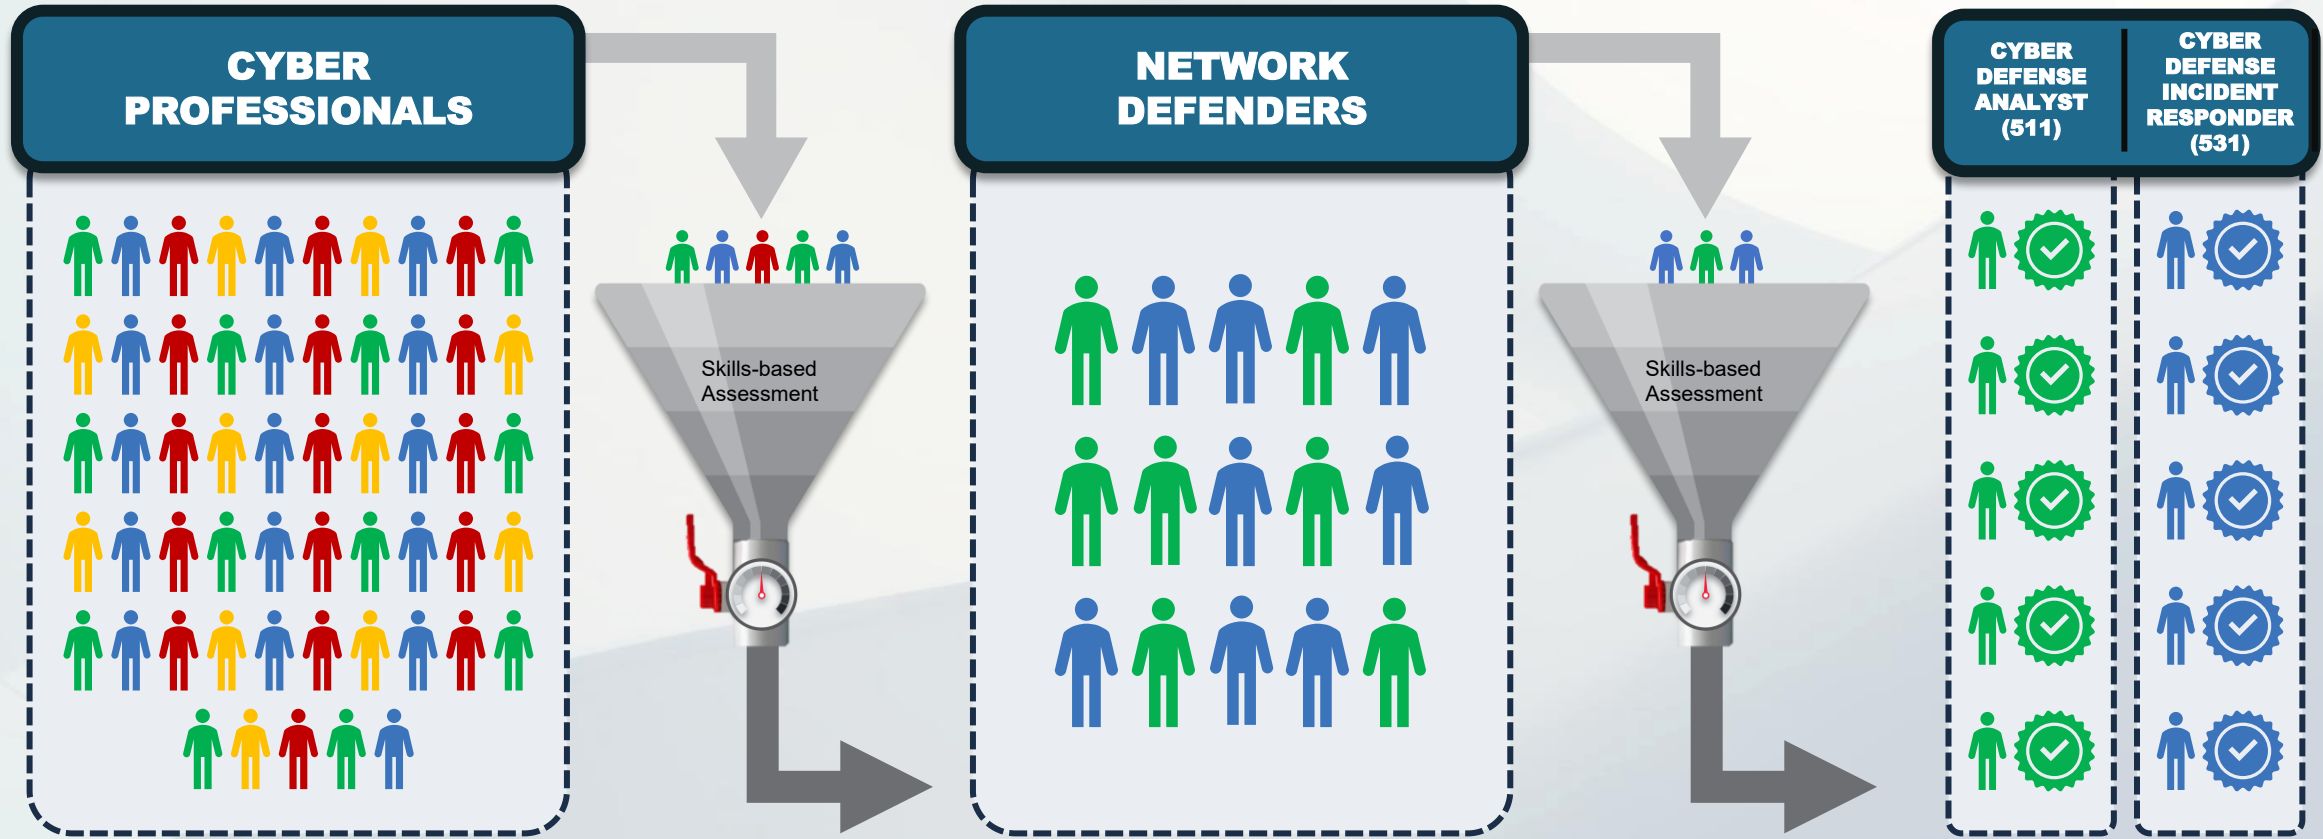 CYBER
PROFESSIONALS
Skills-based
Assessment
NETWORK
DEFENDERS
Skills-based
Assessment
CYBER
DEFENSE
ANALYST
(511)
CYBER
DEFENSE
INCIDENT
RESPONDER
(531)